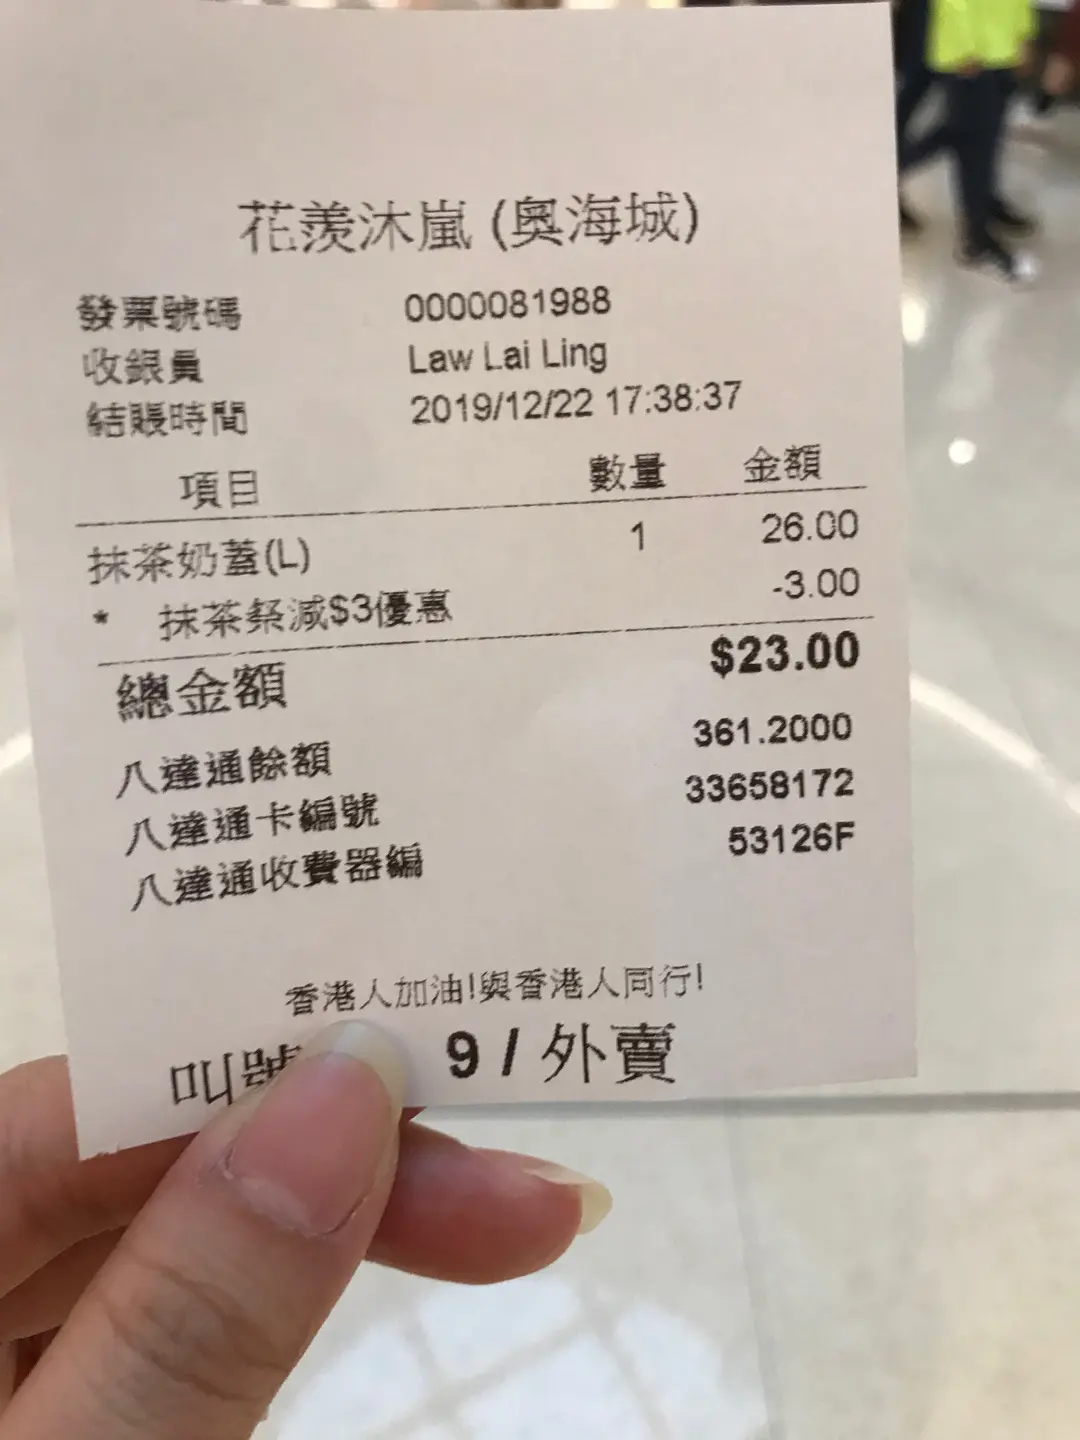 花羨沐嵐 (奧海城)
發票號碼 0000081988
收銀員 Law Lai Ling
結賬時間 2019/12/22 17:38:37
項目 數量 金額
抹茶奶蓋(L) 1 26.00
* 抹茶祭減$3優惠 -3.00
總金額 $23.00
八達通餘額 361.2000
八達通卡編號 33658172
八達通收費器編 53126F
香港人加油!與香港人同行!
叫號 9 / 外賣